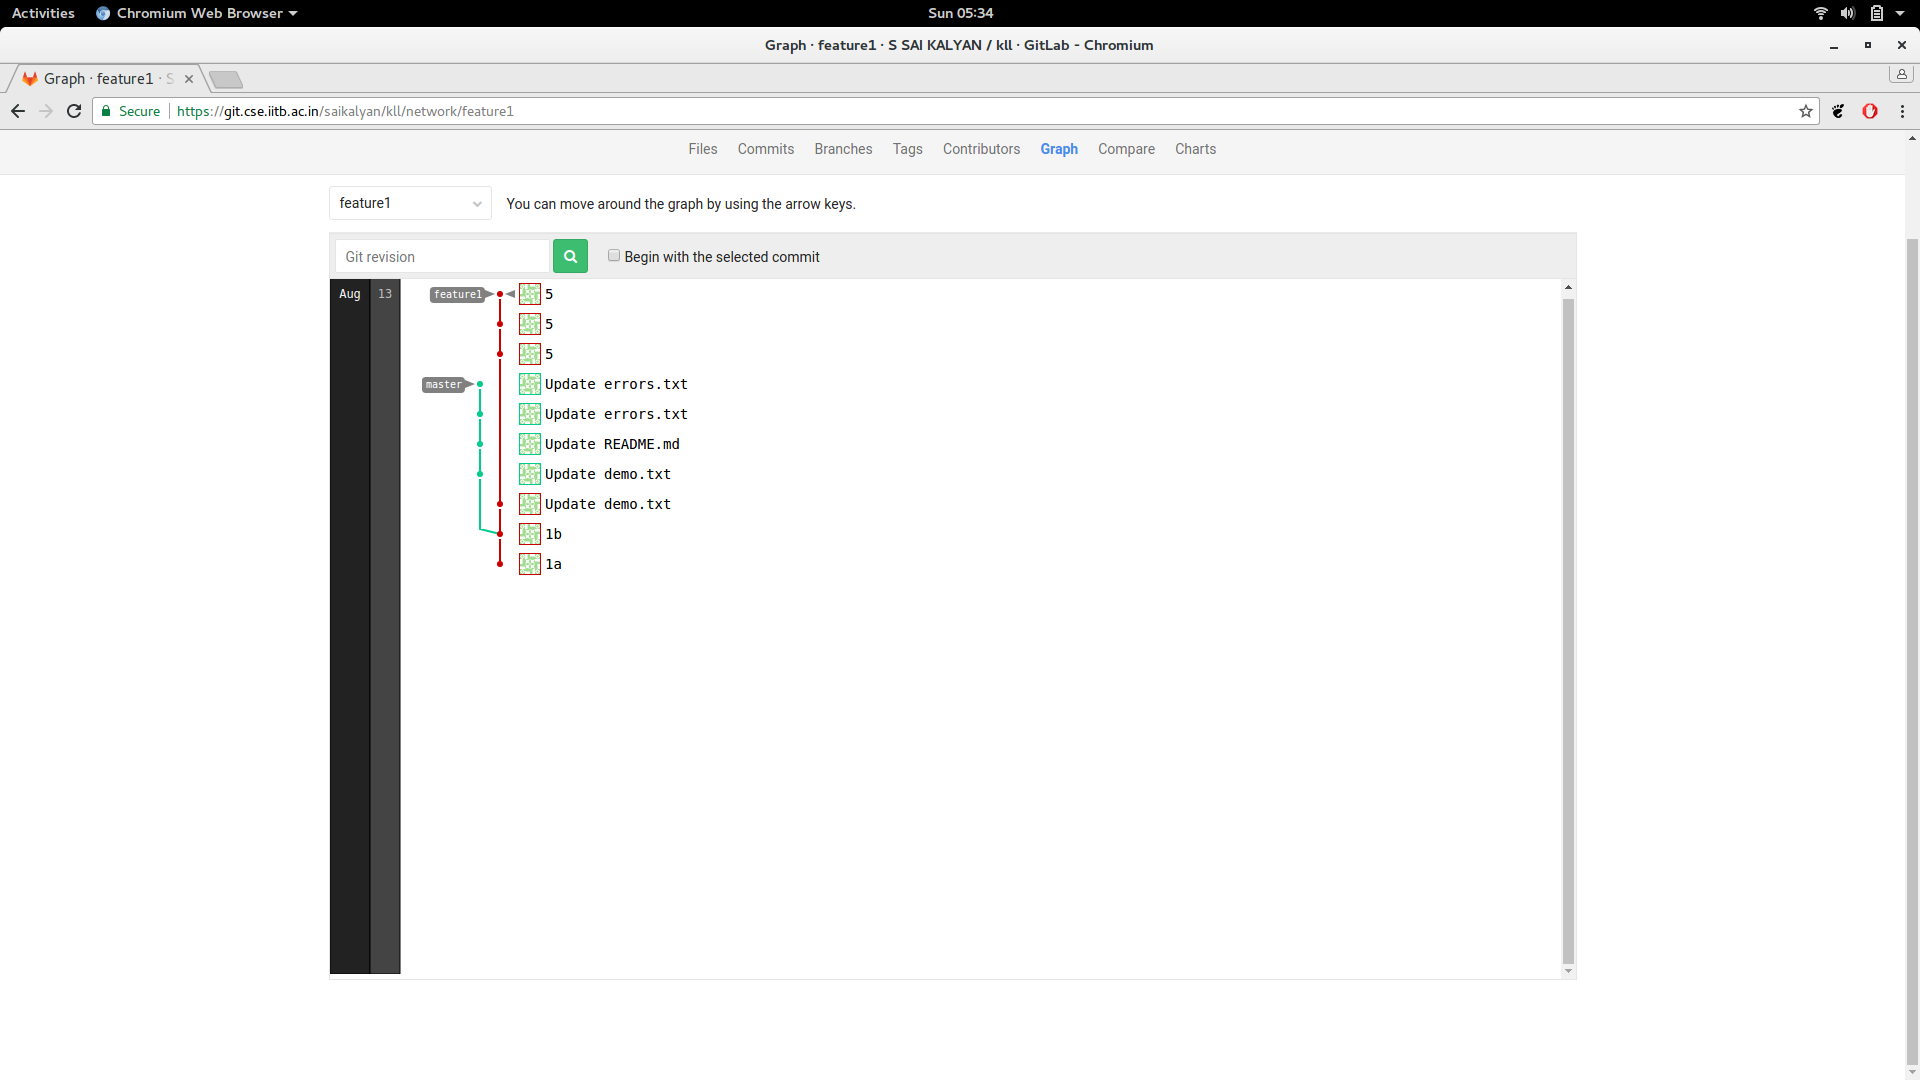 Activities Chromium Web Browser Sun 05:34
Graph · feature1 · S SAI KALYAN / kll · GitLab - Chromium
Graph · feature1 · S
Secure https://git.cse.iitb.ac.in/saikalyan/kll/network/feature1
Files Commits Branches Tags Contributors Graph Compare Charts
feature1 You can move around the graph by using the arrow keys.
Git revision Begin with the selected commit
Aug 13 feature1 5
5
5
master Update errors.txt
Update errors.txt
Update README.md
Update demo.txt
Update demo.txt
1b
1a